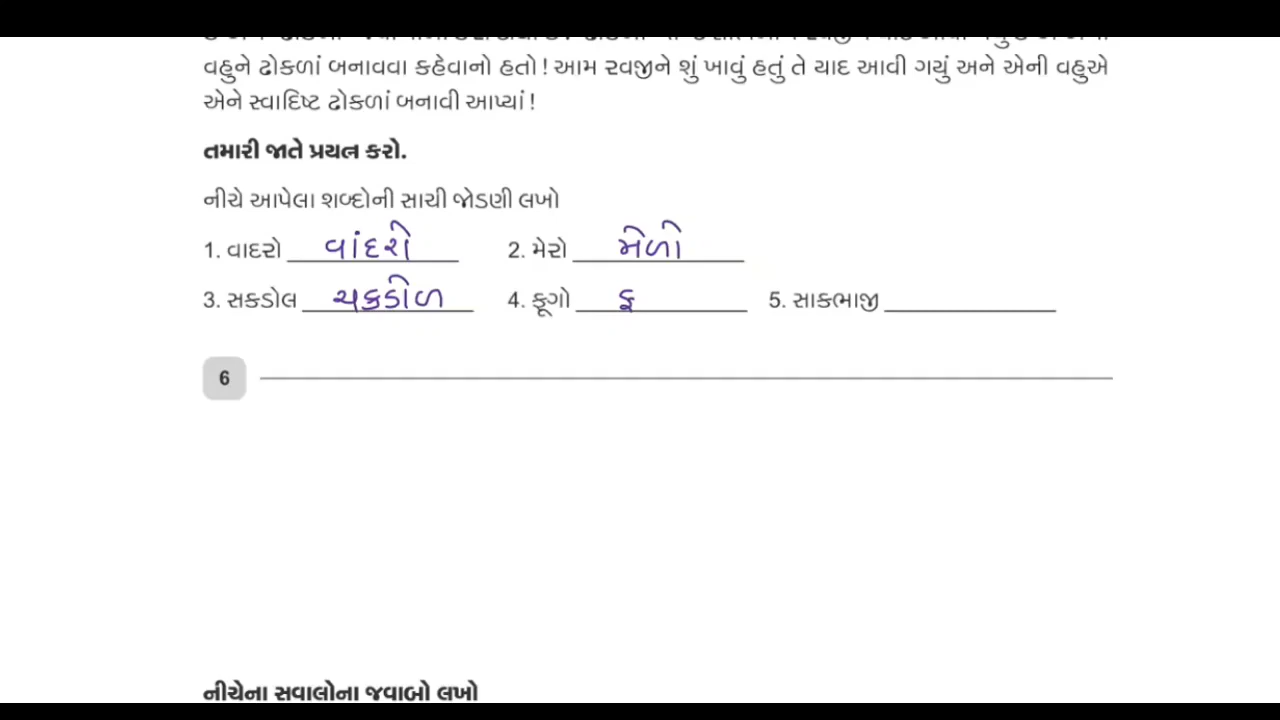 વહુને ઢોકળાં બનાવવા કહેવાનો હતો ! આમ રવજીને શું ખાવું હતું તે યાદ આવી ગયું અને એની વહુએ
એને સ્વાદિષ્ટ ઢોકળાં બનાવી આપ્યાં !
તમારી જાતે પ્રયત્ન કરો.
નીચે આપેલા શબ્દોની સાચી જોડણી લખો
1. વાદરો વાંદરો 2. મેરો મેળો
3. સકડોલ ચકડોળ 4. ફૂગો ફ 5. સાકભાજી
6
નીચેના સવાલોના જવાબો લખો